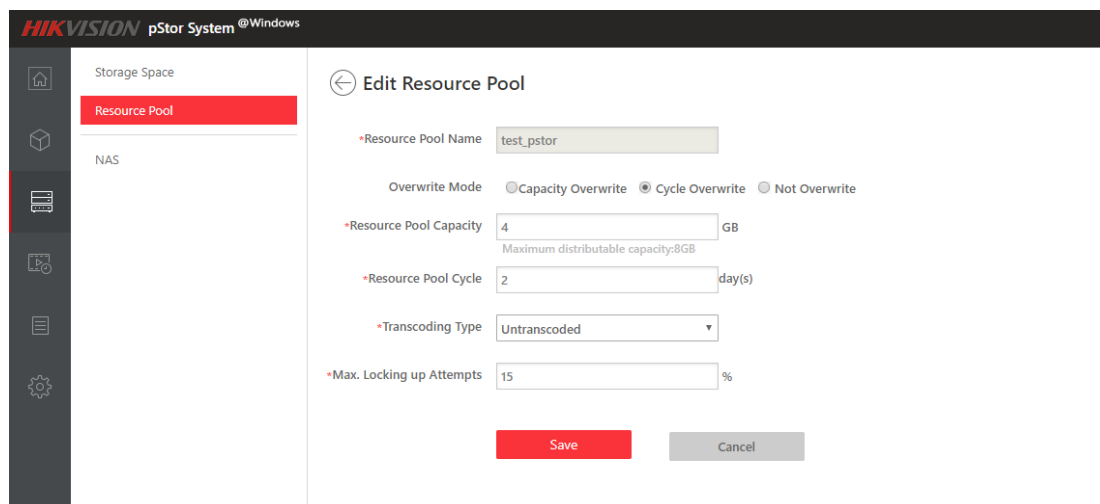 HIKVISION pStor System @Windows
Storage Space
Resource Pool
NAS
Edit Resource Pool
*Resource Pool Name test_pstor
Overwrite Mode Capacity Overwrite Cycle Overwrite Not Overwrite
*Resource Pool Capacity 4 GB
Maximum distributable capacity:8GB
*Resource Pool Cycle 2 day(s)
*Transcoding Type Untranscoded
*Max. Locking up Attempts 15 %
Save Cancel